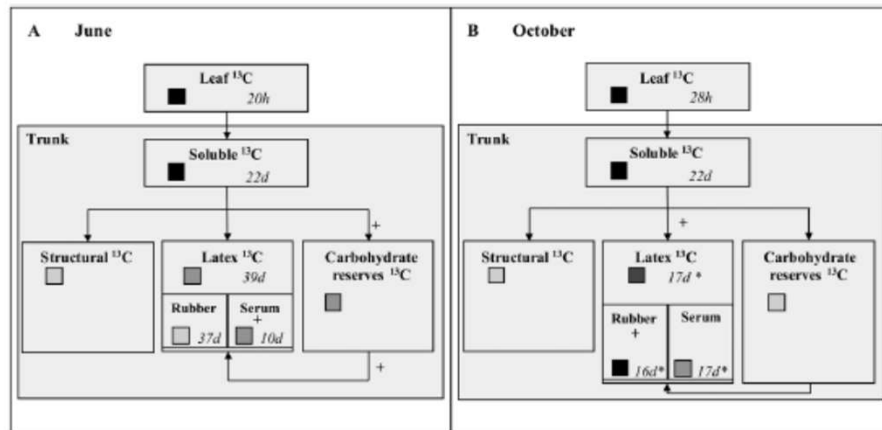 A June
Leaf ¹³C
20h
Trunk
Soluble ¹³C
22d
+
Structural ¹³C
Latex ¹³C
39d
Carbohydrate
reserves ¹³C
Rubber
37d
Serum
+
10d
+
B October
Leaf ¹³C
28h
Trunk
Soluble ¹³C
22d
+
Structural ¹³C
Latex ¹³C
17d *
Carbohydrate
reserves ¹³C
Rubber
+
16d*
Serum
17d*